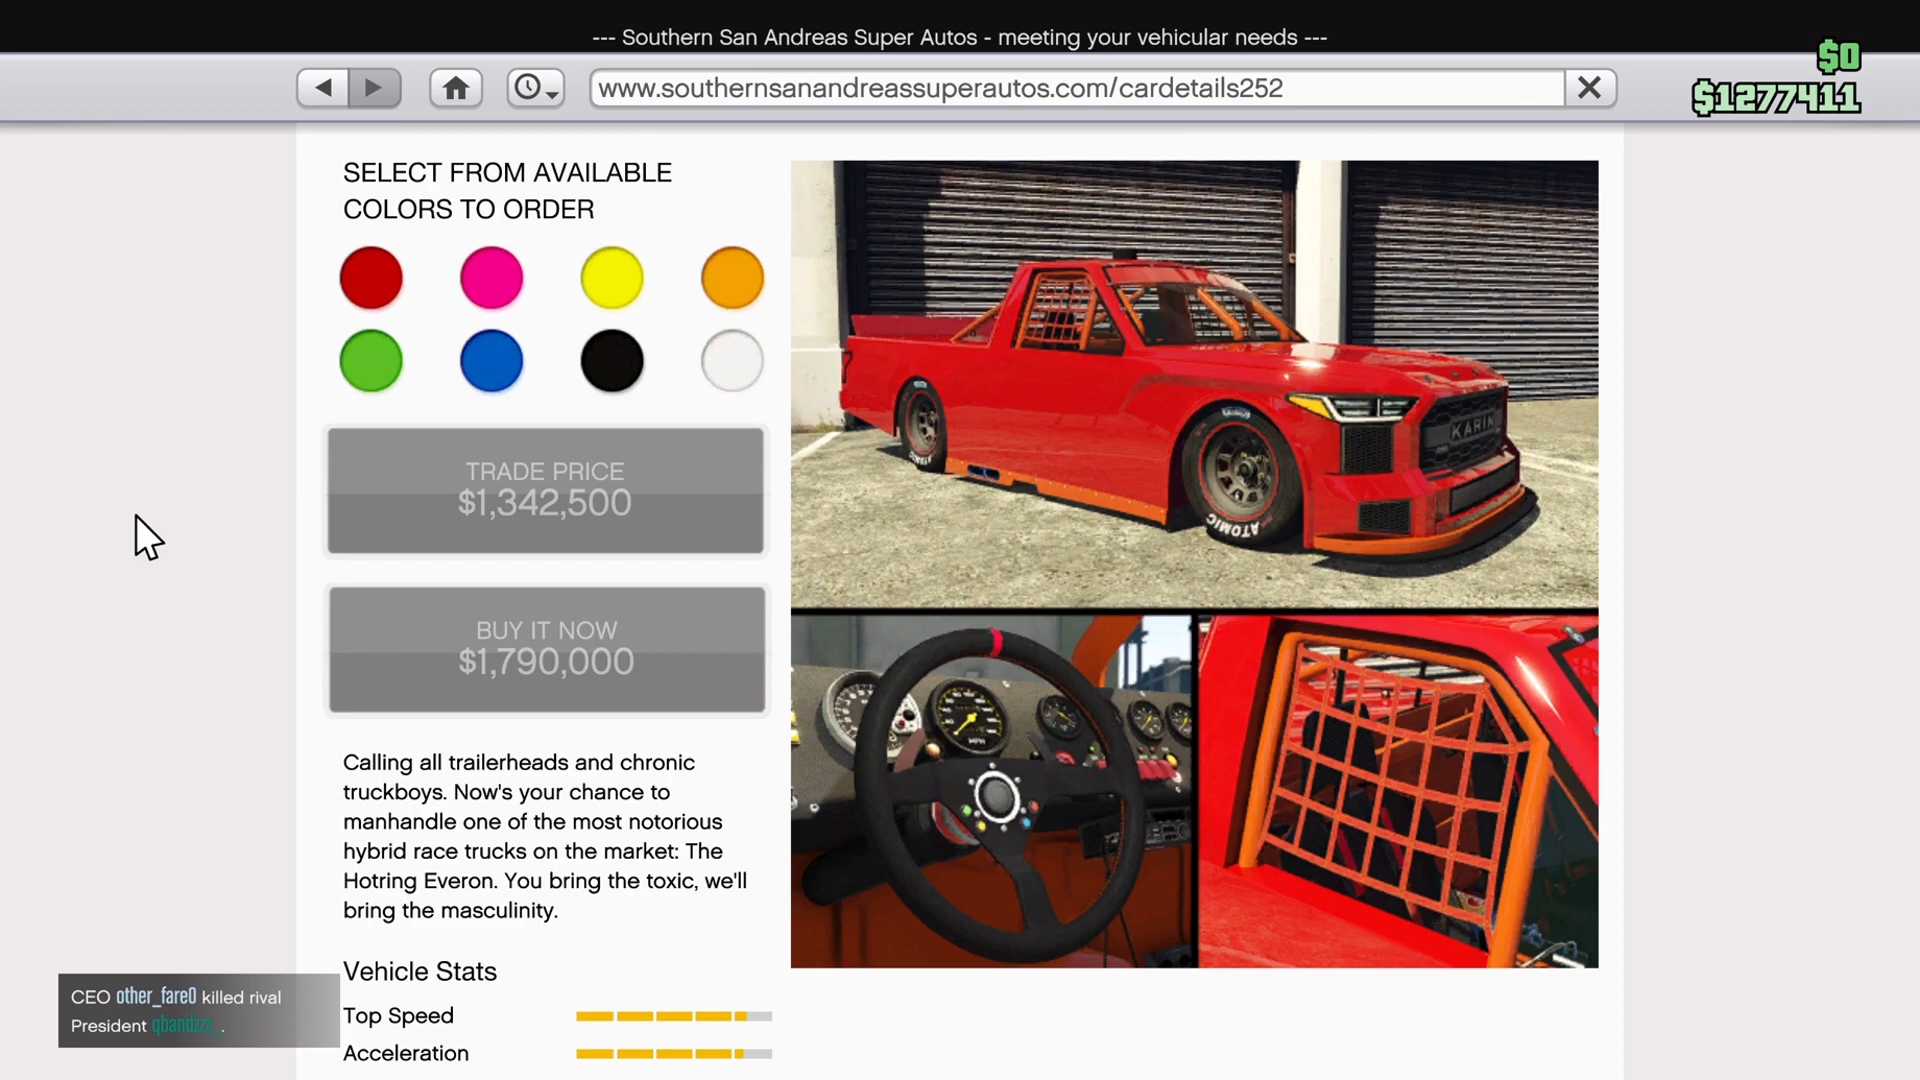 --- Southern San Andreas Super Autos - meeting your vehicular needs ---
$0
$1277411
www.southernsanandreassuperautos.com/cardetails252
SELECT FROM AVAILABLE
COLORS TO ORDER
TRADE PRICE
$1,342,500
BUY IT NOW
$1,790,000
Calling all trailerheads and chronic
truckboys. Now's your chance to
manhandle one of the most notorious
hybrid race trucks on the market: The
Hotring Everon. You bring the toxic, we'll
bring the masculinity.
Vehicle Stats
Top Speed
Acceleration
KARIN
ATOMIC
ATOMIC
MPH
CEO other_fare0 killed rival
President qbandzzz_.